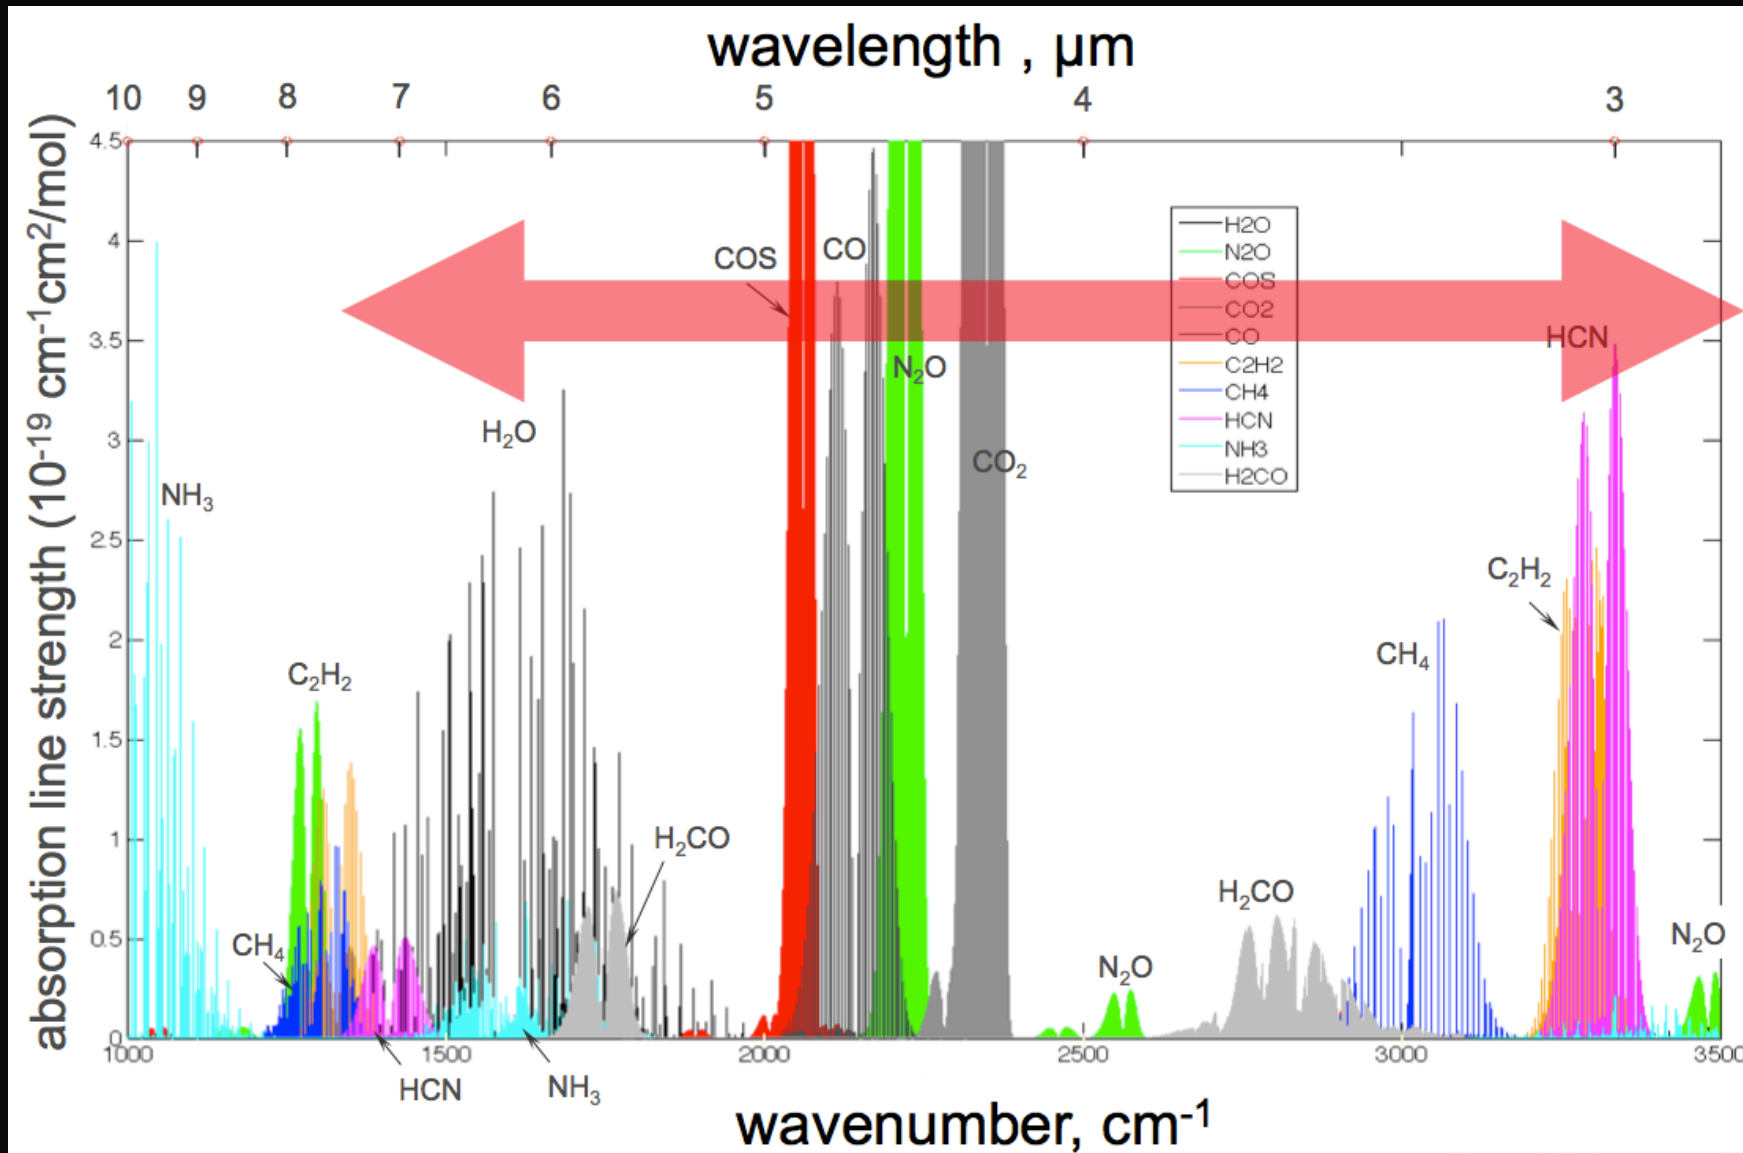 wavelength , µm
10 9 8 7 6 5 4 3
absorption line strength (10⁻¹⁹ cm⁻¹cm²/mol)
4.5
4
3.5
3
2.5
2
1.5
1
0.5
0
COS
CO
H2O
N2O
COS
CO2
CO
C2H2
CH4
HCN
NH3
H2CO
HCN
N₂O
H₂O
CO₂
NH₃
C₂H₂
CH₄
C₂H₂
H₂CO
H₂CO
CH₄
N₂O
N₂O
1000 1500 2000 2500 3000 3500
HCN
NH₃
wavenumber, cm⁻¹